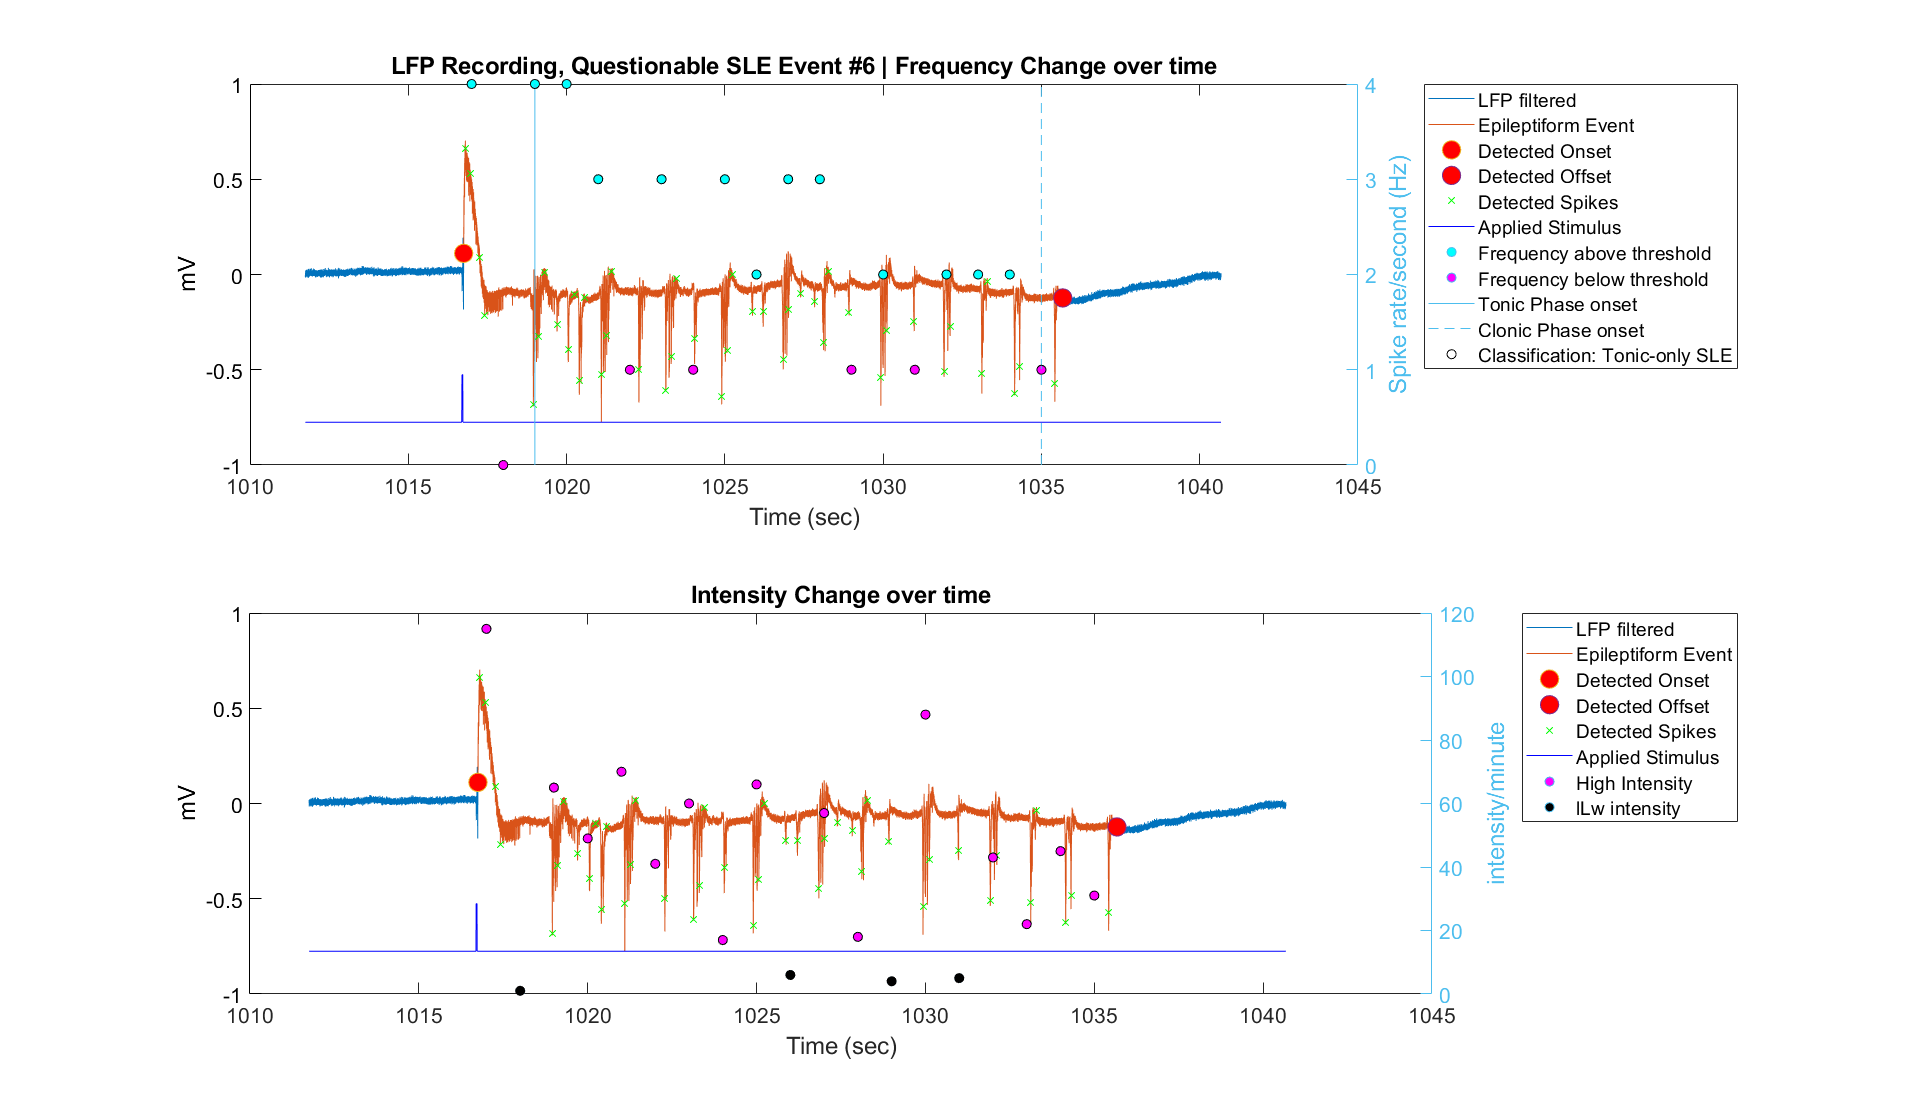 LFP Recording, Questionable SLE Event #6 | Frequency Change over time
1
0.5
0
-0.5
-1
mV
1010
1015
1020
1025
1030
1035
1040
1045
Time (sec)
4
3
2
1
0
Spike rate/second (Hz)
LFP filtered
Epileptiform Event
Detected Onset
Detected Offset
Detected Spikes
Applied Stimulus
Frequency above threshold
Frequency below threshold
Tonic Phase onset
Clonic Phase onset
Classification: Tonic-only SLE
Intensity Change over time
1
0.5
0
-0.5
-1
mV
1010
1015
1020
1025
1030
1035
1040
1045
Time (sec)
120
100
80
60
40
20
0
intensity/minute
LFP filtered
Epileptiform Event
Detected Onset
Detected Offset
Detected Spikes
Applied Stimulus
High Intensity
lLw intensity